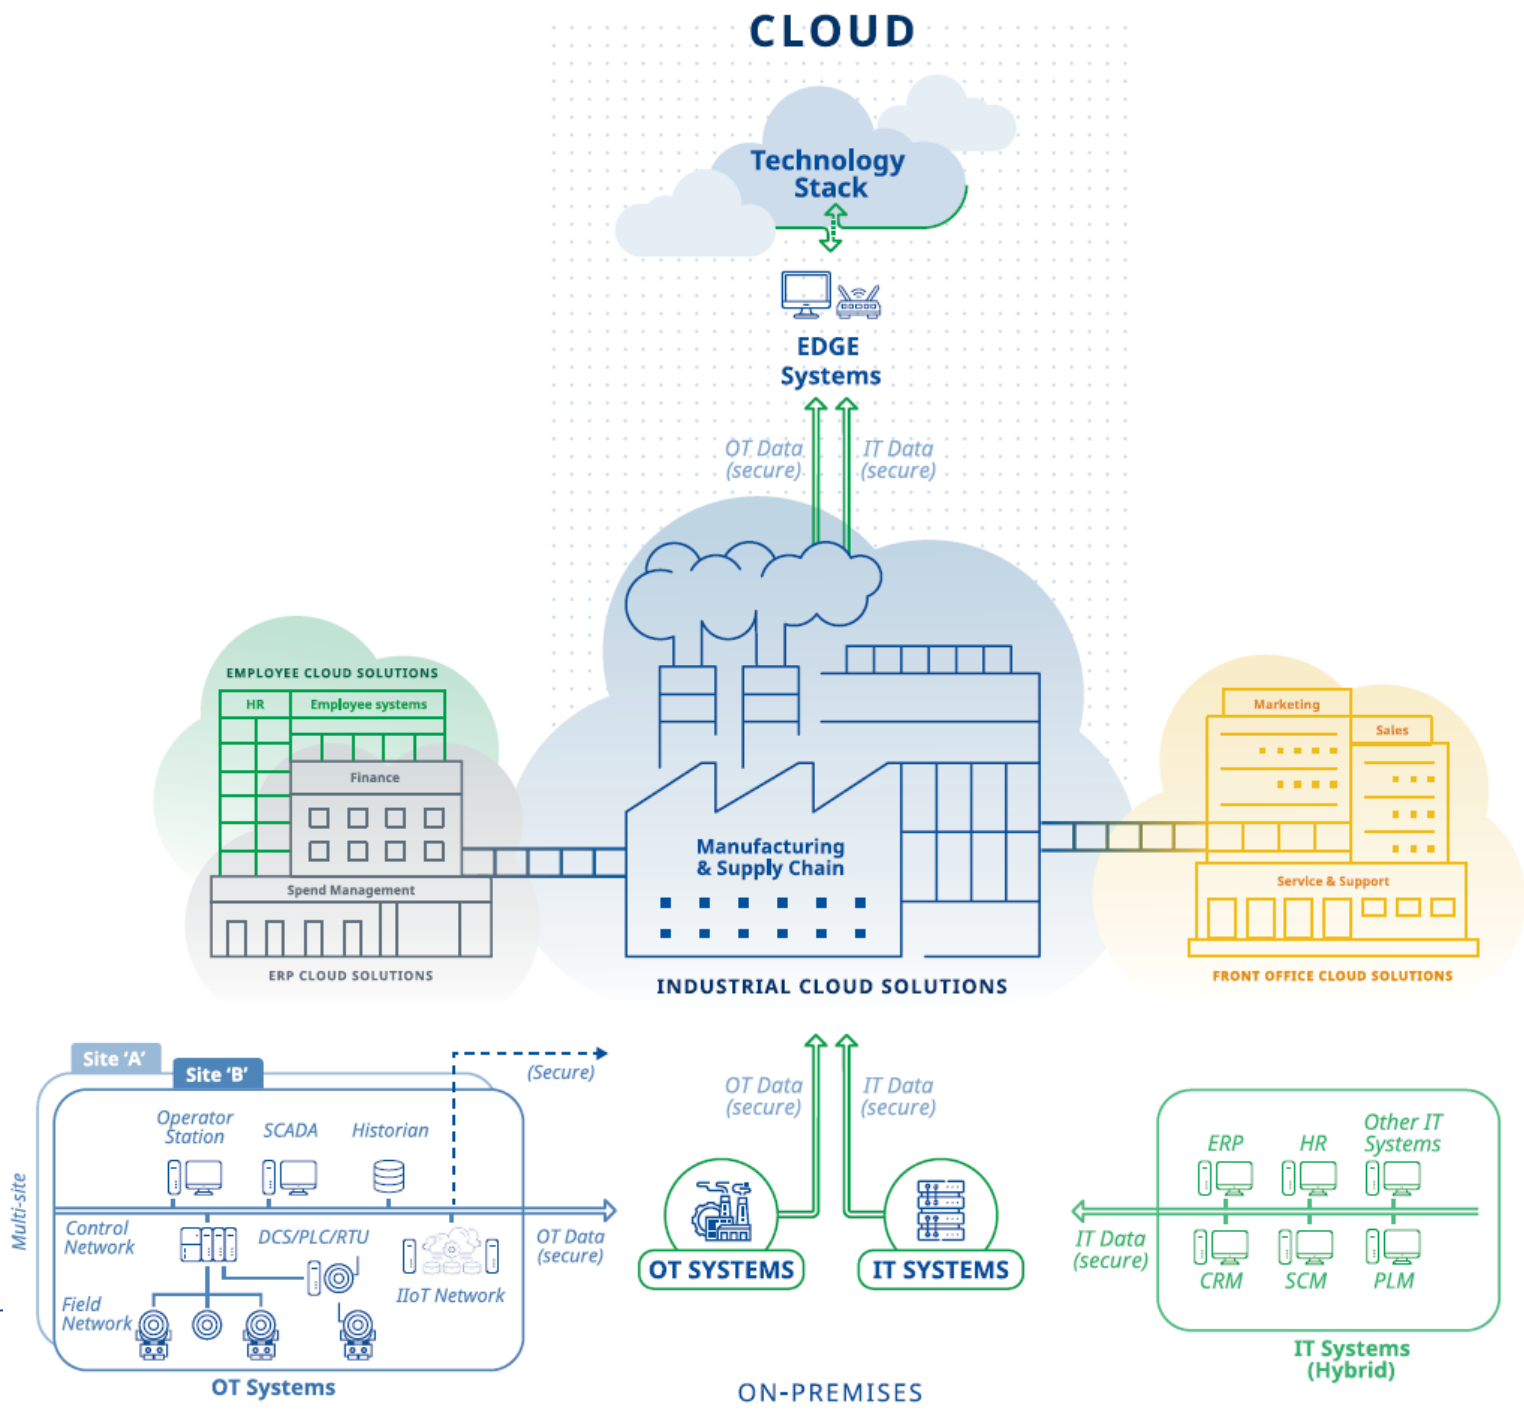 CLOUD
Technology
Stack
EDGE
Systems
OT Data
(secure)
IT Data
(secure)
EMPLOYEE CLOUD SOLUTIONS
HR
Employee systems
Finance
Spend Management
ERP CLOUD SOLUTIONS
Manufacturing
& Supply Chain
INDUSTRIAL CLOUD SOLUTIONS
Marketing
Sales
Service & Support
FRONT OFFICE CLOUD SOLUTIONS
Site ‘A’
Site ‘B’
Multi-site
Operator
Station
SCADA
Historian
(Secure)
Control
Network
DCS/PLC/RTU
IIoT Network
Field
Network
OT Data
(secure)
OT Systems
OT Data
(secure)
IT Data
(secure)
OT SYSTEMS
IT SYSTEMS
ON-PREMISES
ERP
HR
Other IT
Systems
IT Data
(secure)
CRM
SCM
PLM
IT Systems
(Hybrid)